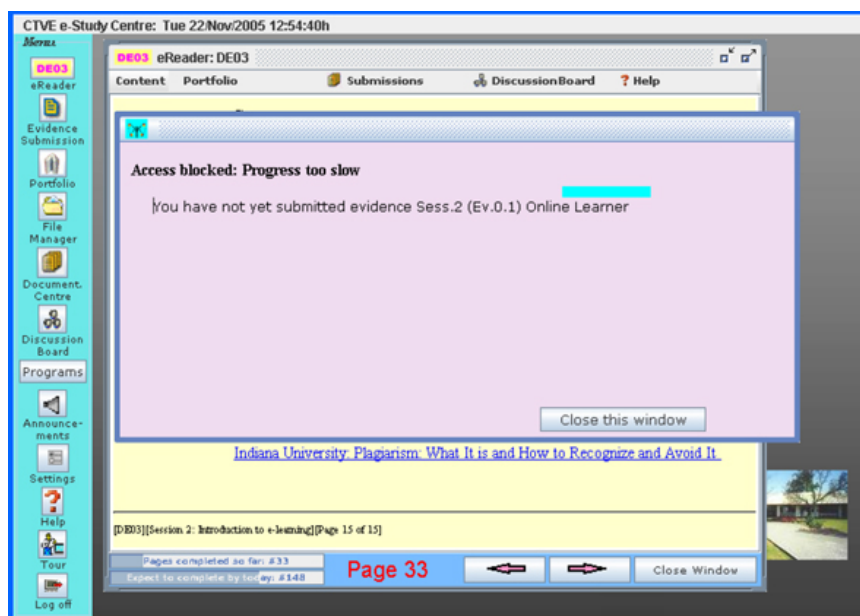 CTVE e-Study Centre: Tue 22/Nov/2005 12:54:40h
Menu
DE03
eReader
Evidence
Submission
Portfolio
File
Manager
Document.
Centre
Discussion
Board
Programs
Announce-
ments
Settings
Help
Tour
Log off
DE03 eReader: DE03
Content Portfolio Submissions DiscussionBoard ? Help
Access blocked: Progress too slow
You have not yet submitted evidence Sess.2 (Ev.0.1) Online Learner
Close this window
Indiana University: Plagiarism: What It is and How to Recognize and Avoid It
[DE03][Session 2: Introduction to e-learning][Page 15 of 15]
Pages completed so far: #33
Expect to complete by today: #148
Page 33
Close Window